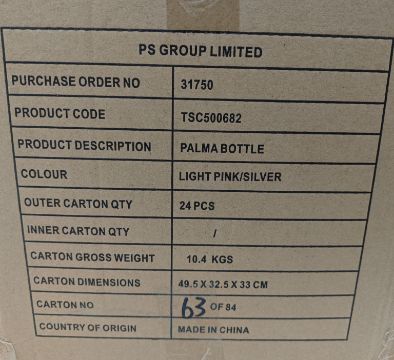 PS GROUP LIMITED
PURCHASE ORDER NO 31750
PRODUCT CODE TSC500682
PRODUCT DESCRIPTION PALMA BOTTLE
COLOUR LIGHT PINK/SILVER
OUTER CARTON QTY 24 PCS
INNER CARTON QTY /
CARTON GROSS WEIGHT 10.4 KGS
CARTON DIMENSIONS 49.5 X 32.5 X 33 CM
CARTON NO 63 OF 84
COUNTRY OF ORIGIN MADE IN CHINA